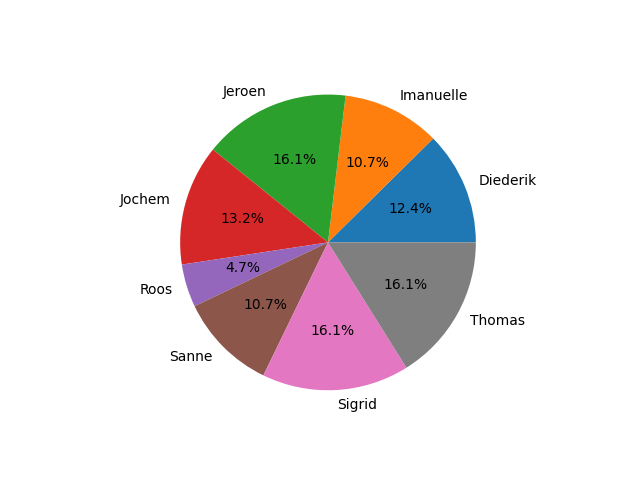 Jeroen
Imanuelle
16.1%
10.7%
Diederik
Jochem
12.4%
13.2%
4.7%
16.1%
Roos
10.7%
Thomas
16.1%
Sanne
Sigrid